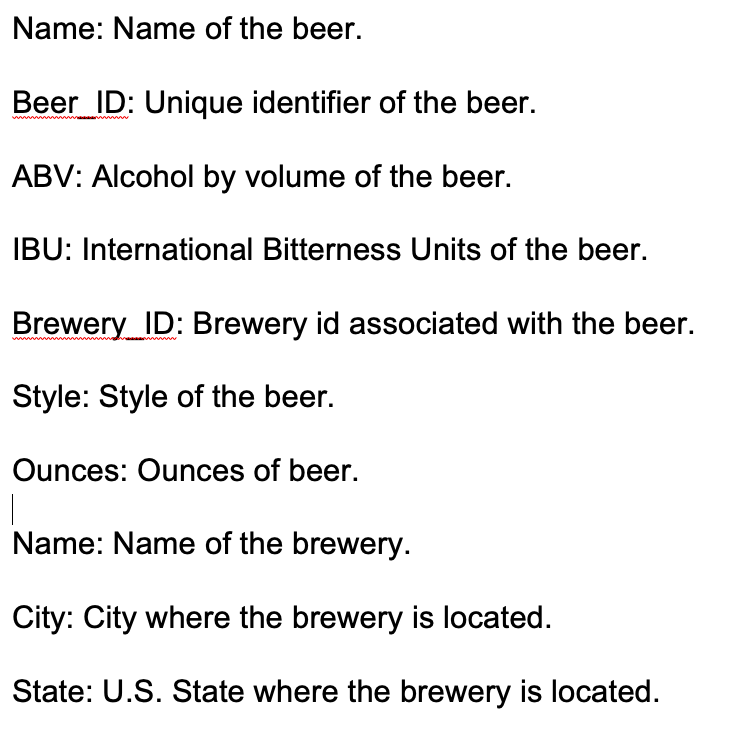 Name: Name of the beer.
Beer_ID: Unique identifier of the beer.
ABV: Alcohol by volume of the beer.
IBU: International Bitterness Units of the beer.
Brewery_ID: Brewery id associated with the beer.
Style: Style of the beer.
Ounces: Ounces of beer.
Name: Name of the brewery.
City: City where the brewery is located.
State: U.S. State where the brewery is located.